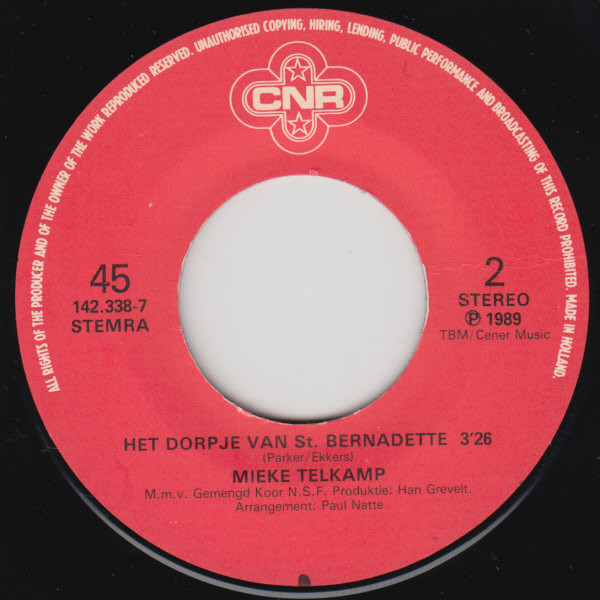 ALL RIGHTS OF THE PRODUCER AND OF THE OWNER OF THE WORK REPRODUCED RESERVED. UNAUTHORISED COPYING, HIRING, LENDING, PUBLIC PERFORMANCE AND BROADCASTING OF THIS RECORD PROHIBITED. MADE IN HOLLAND.
CNR
45
142.338-7
STEMRA
2
STEREO
℗ 1989
TBM/Cener Music
HET DORPJE VAN St. BERNADETTE 3'26
(Parker/Ekkers)
MIEKE TELKAMP
M.m.v. Gemengd Koor N.S.F. Produktie: Han Grevelt.
Arrangement: Paul Natte